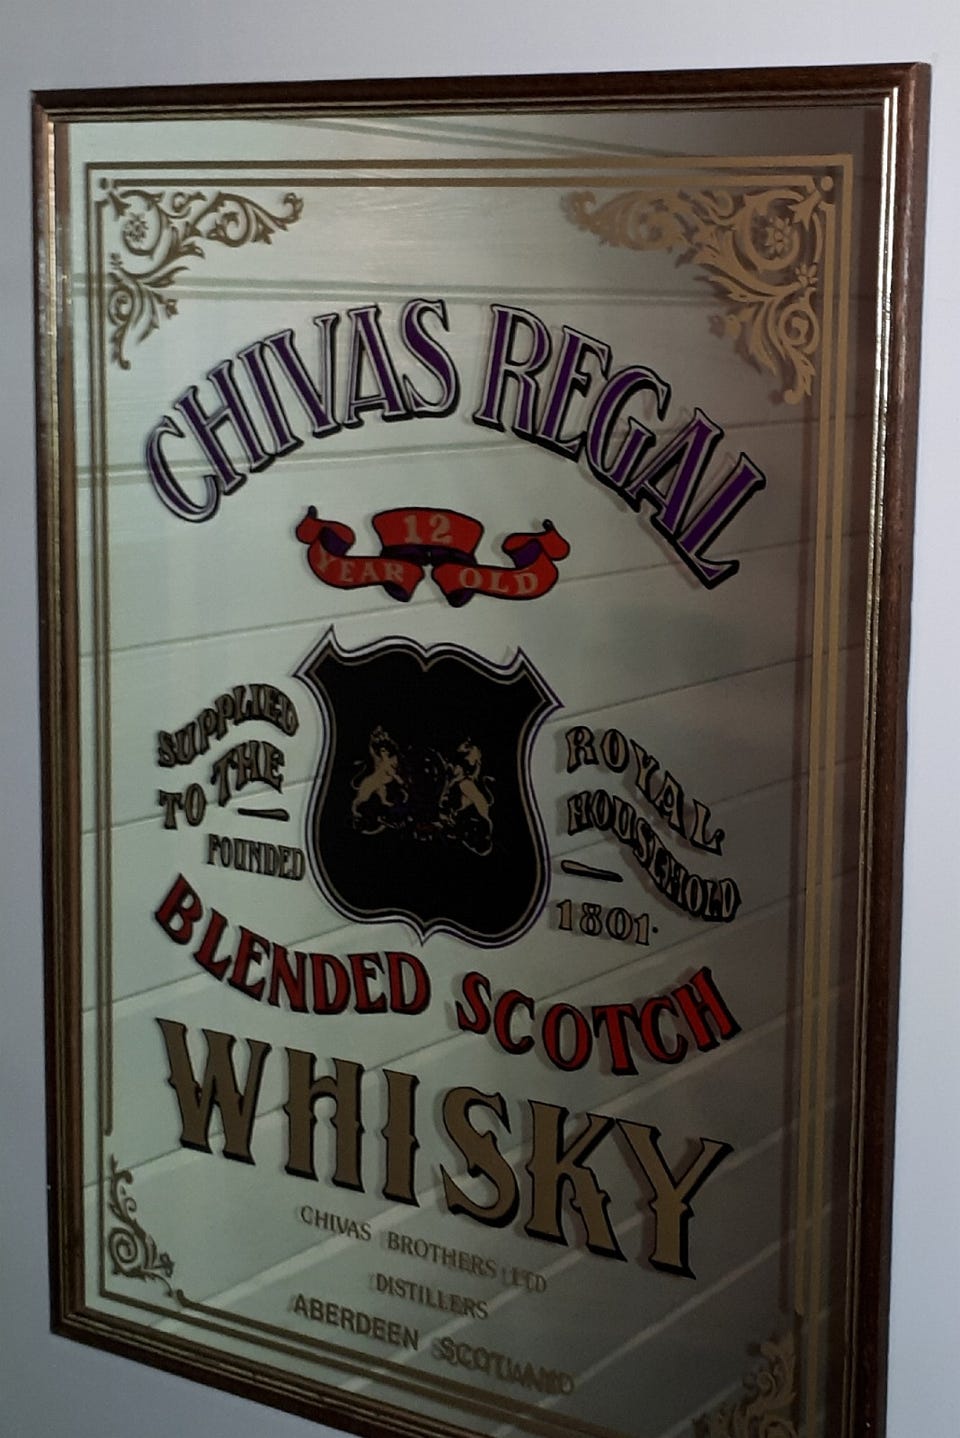 CHIVAS REGAL
12
YEAR OLD
SUPPLIED
TO THE
ROYAL
HOUSEHOLD
FOUNDED
1801.
BLENDED SCOTCH
WHISKY
CHIVAS BROTHERS LTD
DISTILLERS
ABERDEEN SCOTLAND